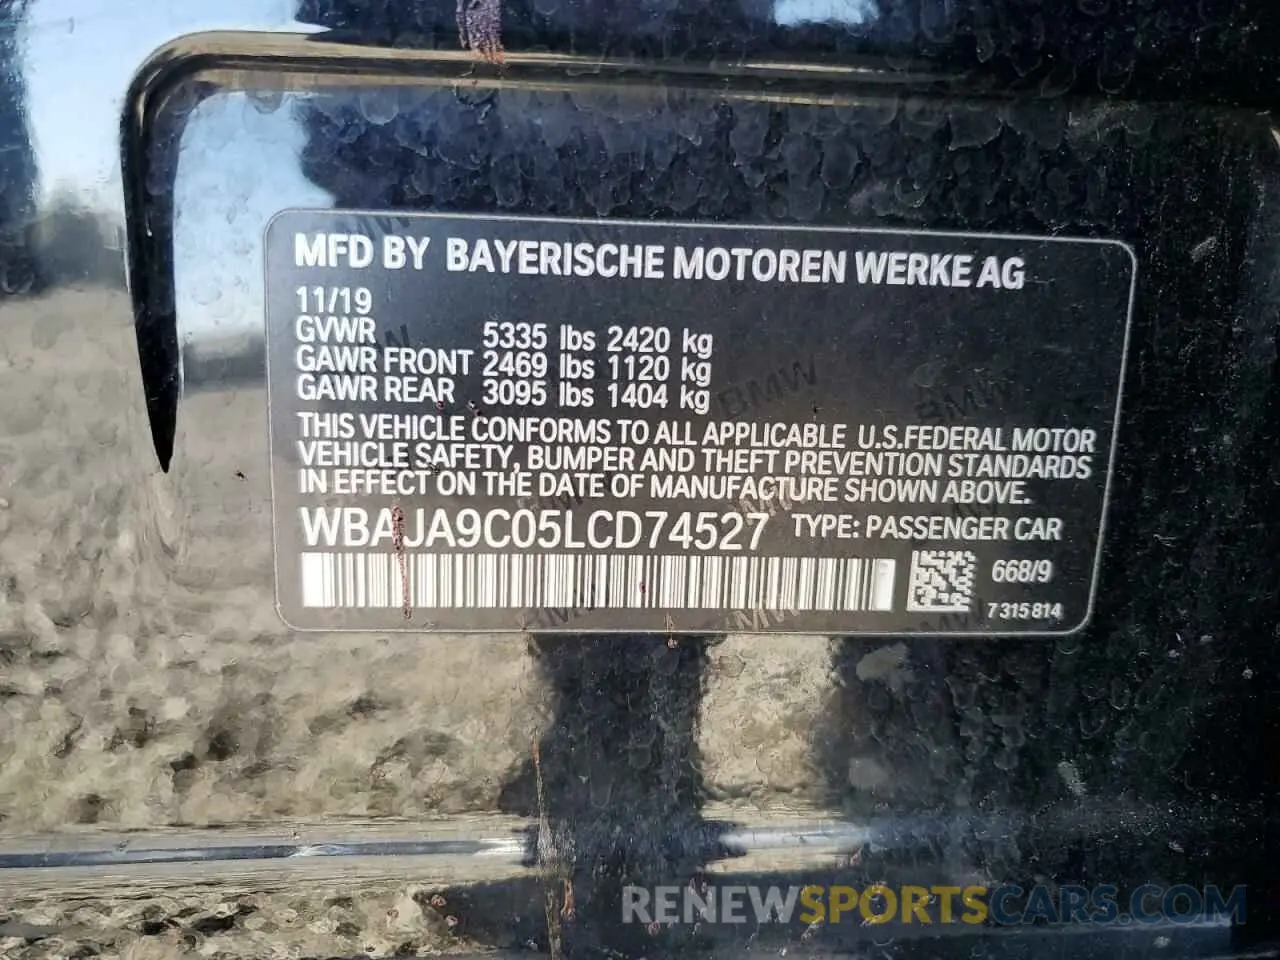 MFD BY BAYERISCHE MOTOREN WERKE AG
11/19
GVWR 5335 lbs 2420 kg
GAWR FRONT 2469 lbs 1120 kg
GAWR REAR 3095 lbs 1404 kg
THIS VEHICLE CONFORMS TO ALL APPLICABLE U.S.FEDERAL MOTOR
VEHICLE SAFETY, BUMPER AND THEFT PREVENTION STANDARDS
IN EFFECT ON THE DATE OF MANUFACTURE SHOWN ABOVE.
WBAJA9C05LCD74527 TYPE: PASSENGER CAR
668/9
7 315 814
BMW BMW
BMW
RENEWSPORTSCARS.COM